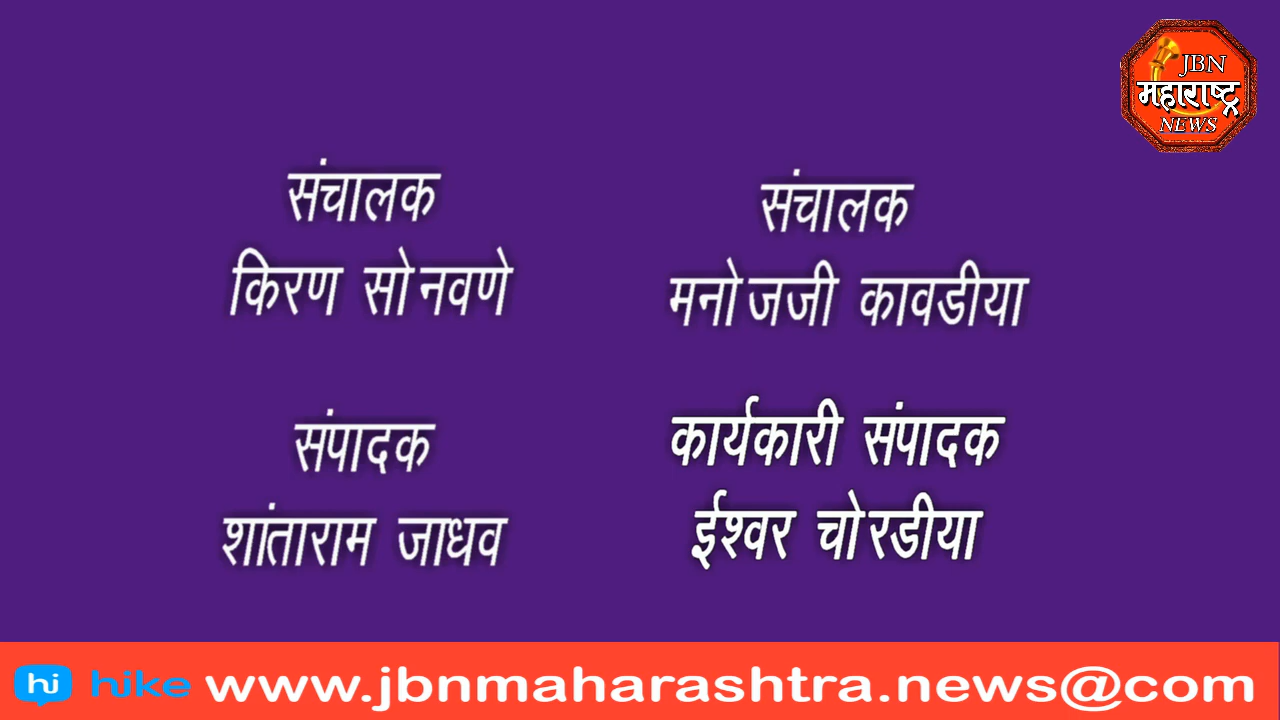 JBN
महाराष्ट्र
NEWS
संचालक
किरण सोनवणे
संचालक
मनोजजी कावडीया
संपादक
शांताराम जाधव
कार्यकारी संपादक
ईश्वर चोरडीया
hi hike www.jbnmaharashtra.news@com